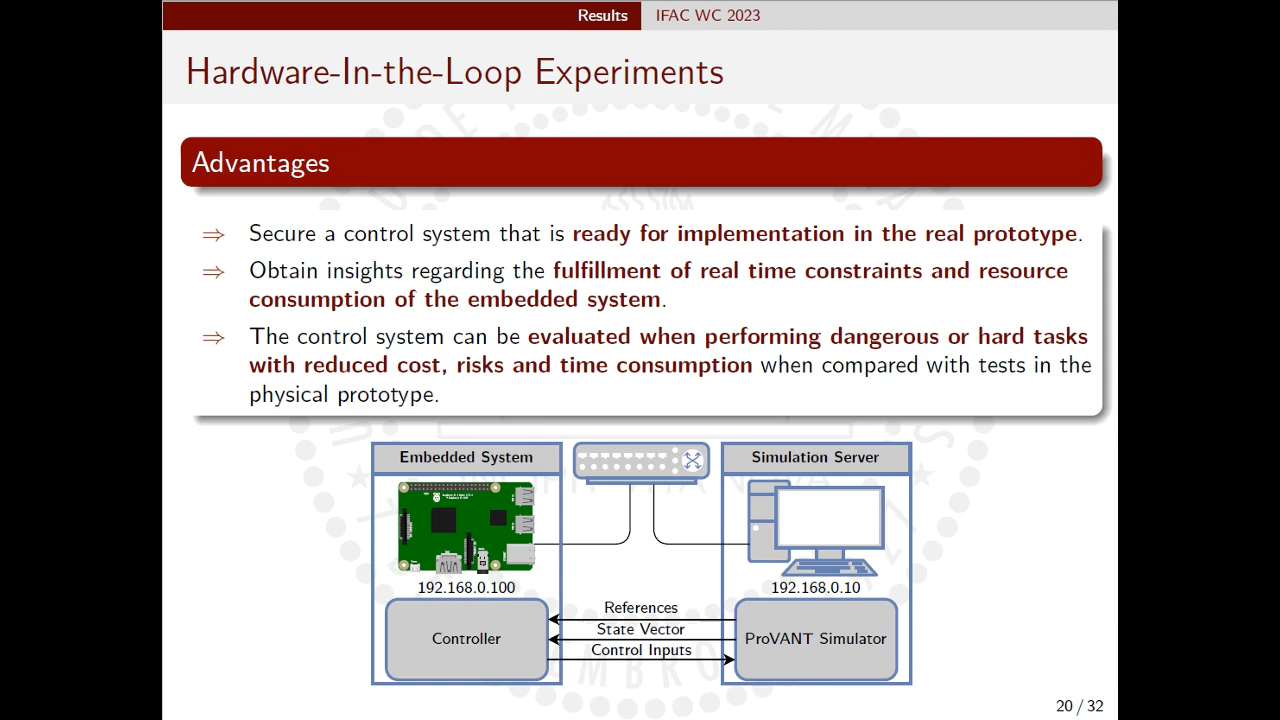 Results IFAC WC 2023
Hardware-In-the-Loop Experiments
Advantages
⇒ Secure a control system that is ready for implementation in the real prototype.
⇒ Obtain insights regarding the fulfillment of real time constraints and resource
consumption of the embedded system.
⇒ The control system can be evaluated when performing dangerous or hard tasks
with reduced cost, risks and time consumption when compared with tests in the
physical prototype.
Embedded System
Simulation Server
192.168.0.100
192.168.0.10
References
State Vector
Control Inputs
Controller
ProVANT Simulator
20 / 32